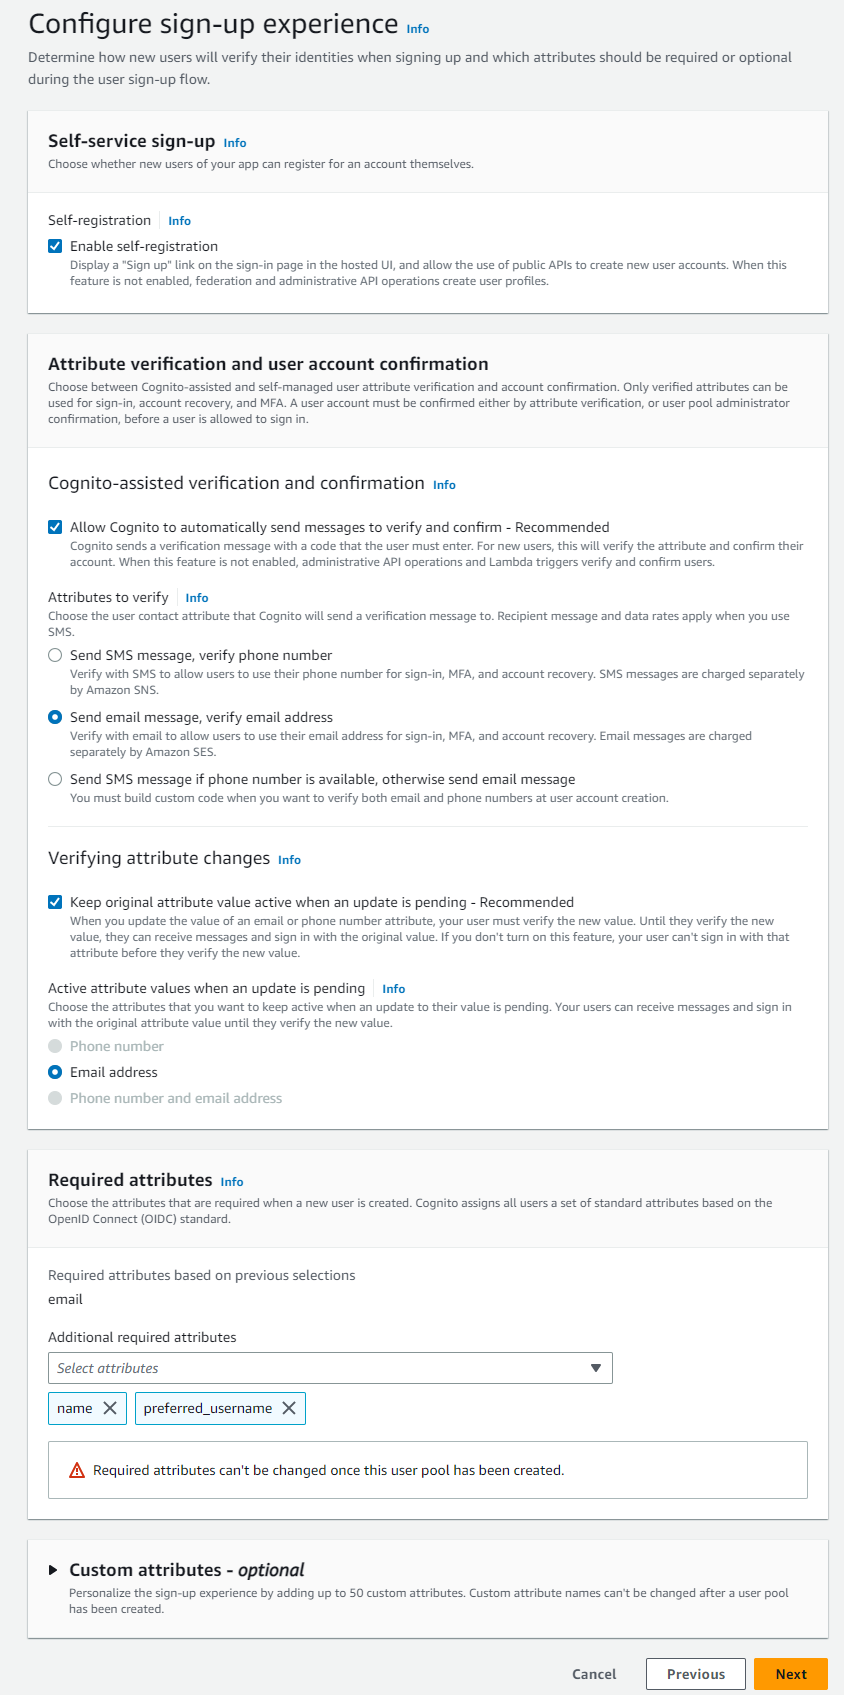 Configure sign-up experience Info
Determine how new users will verify their identities when signing up and which attributes should be required or optional
during the user sign-up flow.
Self-service sign-up Info
Choose whether new users of your app can register for an account themselves.
Self-registration Info
Enable self-registration
Display a "Sign up" link on the sign-in page in the hosted UI, and allow the use of public APIs to create new user accounts. When this
feature is not enabled, federation and administrative API operations create user profiles.
Attribute verification and user account confirmation
Choose between Cognito-assisted and self-managed user attribute verification and account confirmation. Only verified attributes can be
used for sign-in, account recovery, and MFA. A user account must be confirmed either by attribute verification, or user pool administrator
confirmation, before a user is allowed to sign in.
Cognito-assisted verification and confirmation Info
Allow Cognito to automatically send messages to verify and confirm - Recommended
Cognito sends a verification message with a code that the user must enter. For new users, this will verify the attribute and confirm their
account. When this feature is not enabled, administrative API operations and Lambda triggers verify and confirm users.
Attributes to verify Info
Choose the user contact attribute that Cognito will send a verification message to. Recipient message and data rates apply when you use
SMS.
Send SMS message, verify phone number
Verify with SMS to allow users to use their phone number for sign-in, MFA, and account recovery. SMS messages are charged separately
by Amazon SNS.
Send email message, verify email address
Verify with email to allow users to use their email address for sign-in, MFA, and account recovery. Email messages are charged
separately by Amazon SES.
Send SMS message if phone number is available, otherwise send email message
You must build custom code when you want to verify both email and phone numbers at user account creation.
Verifying attribute changes Info
Keep original attribute value active when an update is pending - Recommended
When you update the value of an email or phone number attribute, your user must verify the new value. Until they verify the new
value, they can receive messages and sign in with the original value. If you don't turn on this feature, your user can't sign in with that
attribute before they verify the new value.
Active attribute values when an update is pending Info
Choose the attributes that you want to keep active when an update to their value is pending. Your users can receive messages and sign in
with the original attribute value until they verify the new value.
Phone number
Email address
Phone number and email address
Required attributes Info
Choose the attributes that are required when a new user is created. Cognito assigns all users a set of standard attributes based on the
OpenID Connect (OIDC) standard.
Required attributes based on previous selections
email
Additional required attributes
Select attributes
name preferred_username
Required attributes can't be changed once this user pool has been created.
Custom attributes - optional
Personalize the sign-up experience by adding up to 50 custom attributes. Custom attribute names can't be changed after a user pool
has been created.
Cancel Previous Next